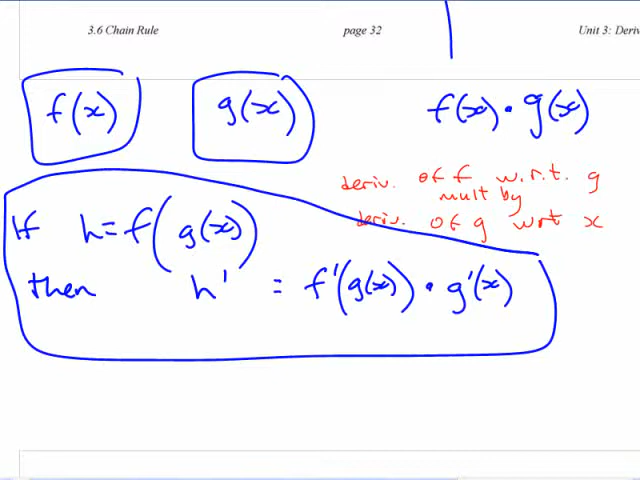 3.6 Chain Rule page 32 Unit 3: Deriv
f(x) g(x) f(x) · g(x)
deriv. of f w.r.t. g
mult by
deriv. of g wrt x
If h = f(g(x))
then h' = f'(g(x)) · g'(x)